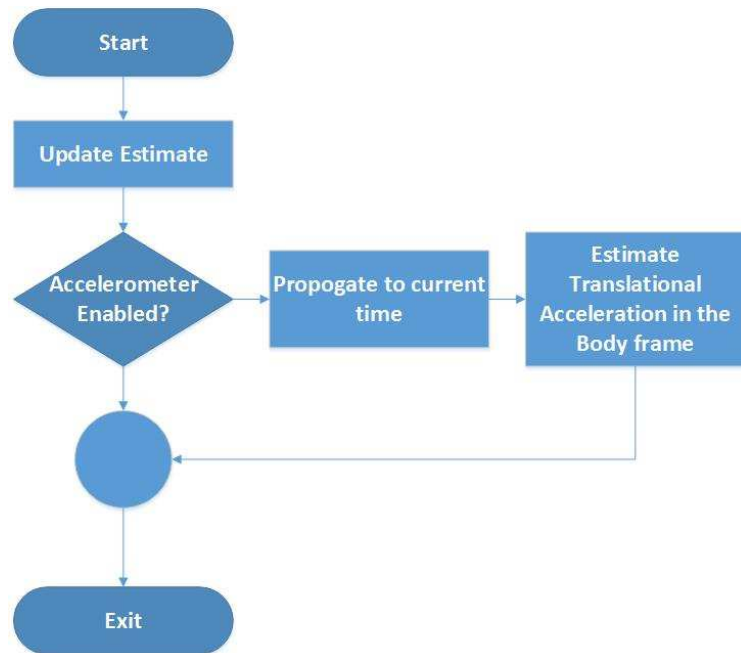 Start
Update Estimate
Accelerometer
Enabled?
Propogate to current
time
Estimate
Translational
Acceleration in the
Body frame
Exit